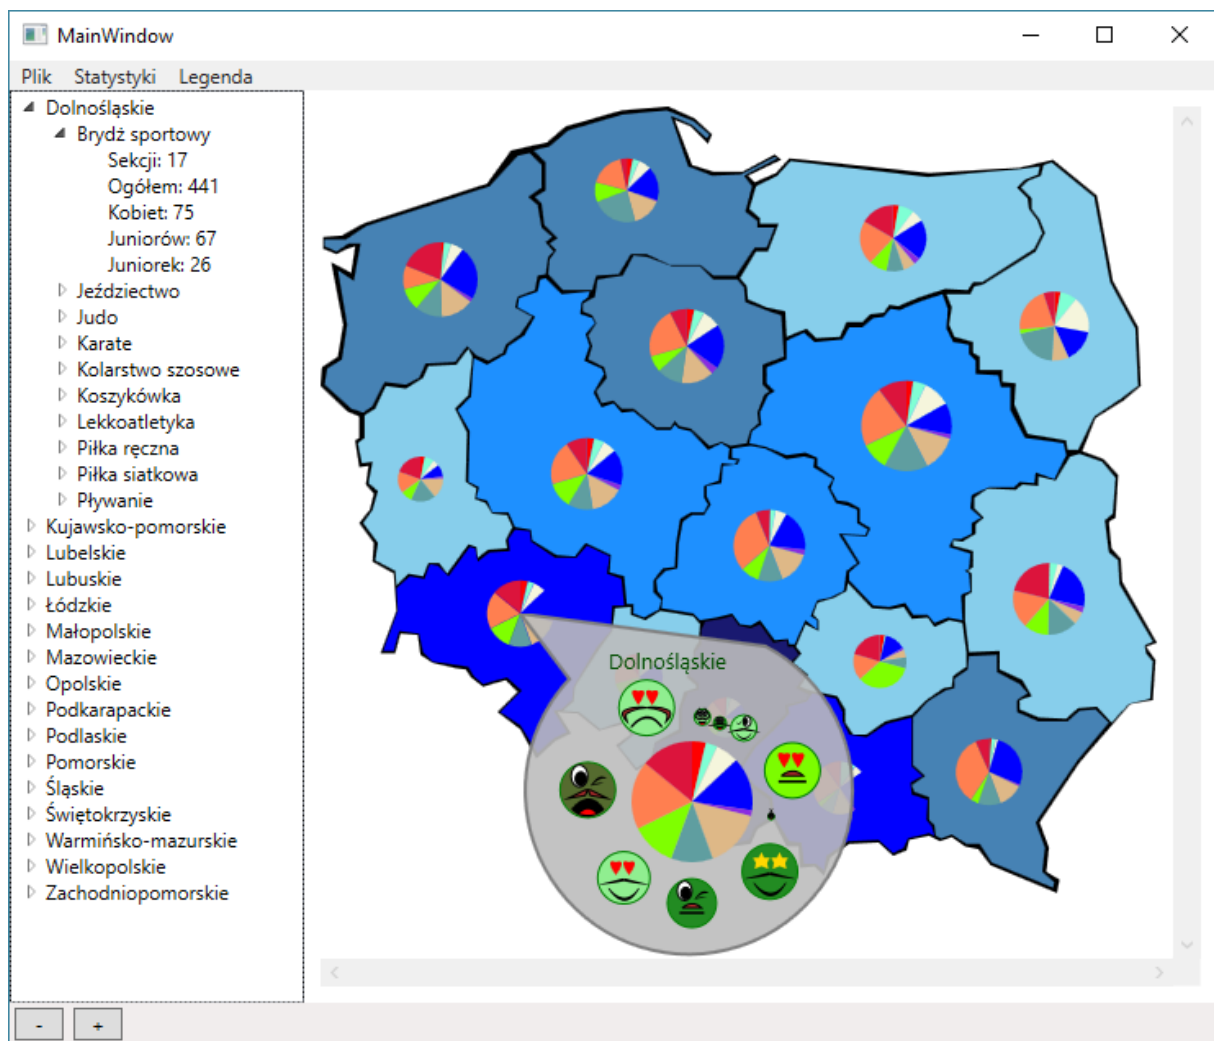 MainWindow
Plik Statystyki Legenda
Dolnośląskie
Brydż sportowy
Sekcji: 17
Ogółem: 441
Kobiet: 75
Juniorów: 67
Juniorek: 26
Jeździectwo
Judo
Karate
Kolarstwo szosowe
Koszykówka
Lekkoatletyka
Piłka ręczna
Piłka siatkowa
Pływanie
Kujawsko-pomorskie
Lubelskie
Lubuskie
Łódzkie
Małopolskie
Mazowieckie
Opolskie
Podkarapackie
Podlaskie
Pomorskie
Śląskie
Świętokrzyskie
Warmińsko-mazurskie
Wielkopolskie
Zachodniopomorskie
Dolnośląskie
- +